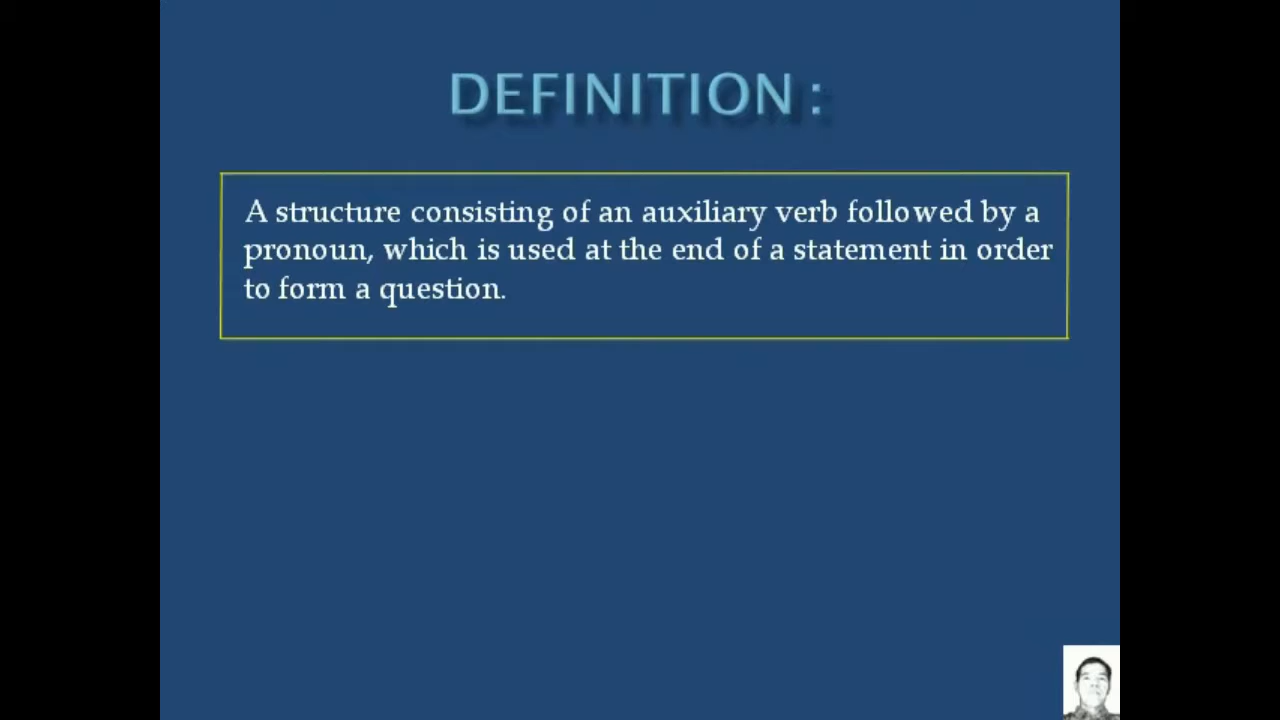 DEFINITION :
A structure consisting of an auxiliary verb followed by a
pronoun, which is used at the end of a statement in order
to form a question.